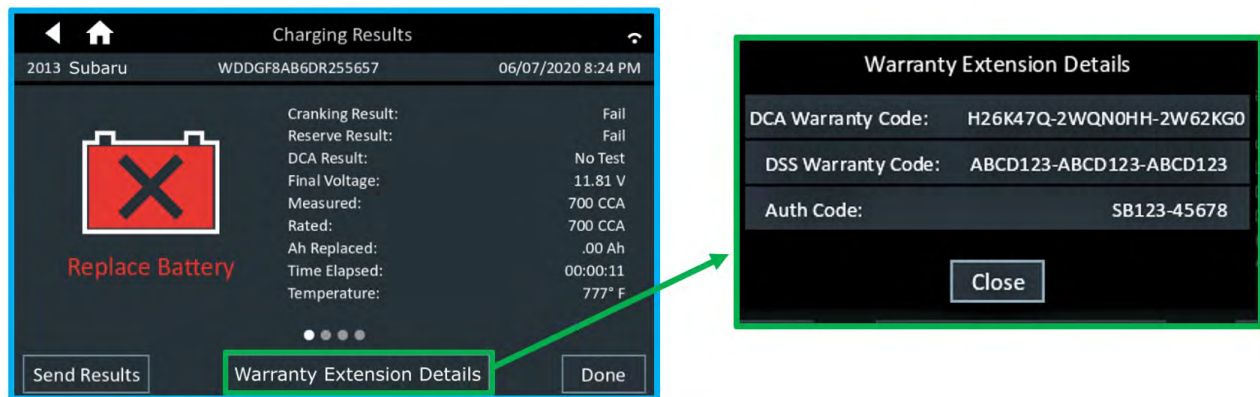 Charging Results
2013 Subaru WDDGF8AB6DR255657 06/07/2020 8:24 PM
Cranking Result: Fail
Reserve Result: Fail
DCA Result: No Test
Final Voltage: 11.81 V
Measured: 700 CCA
Rated: 700 CCA
Ah Replaced: .00 Ah
Time Elapsed: 00:00:11
Temperature: 777° F
Replace Battery
Send Results Warranty Extension Details Done
Warranty Extension Details
DCA Warranty Code: H26K47Q-2WQN0HH-2W62KG0
DSS Warranty Code: ABCD123-ABCD123-ABCD123
Auth Code: SB123-45678
Close